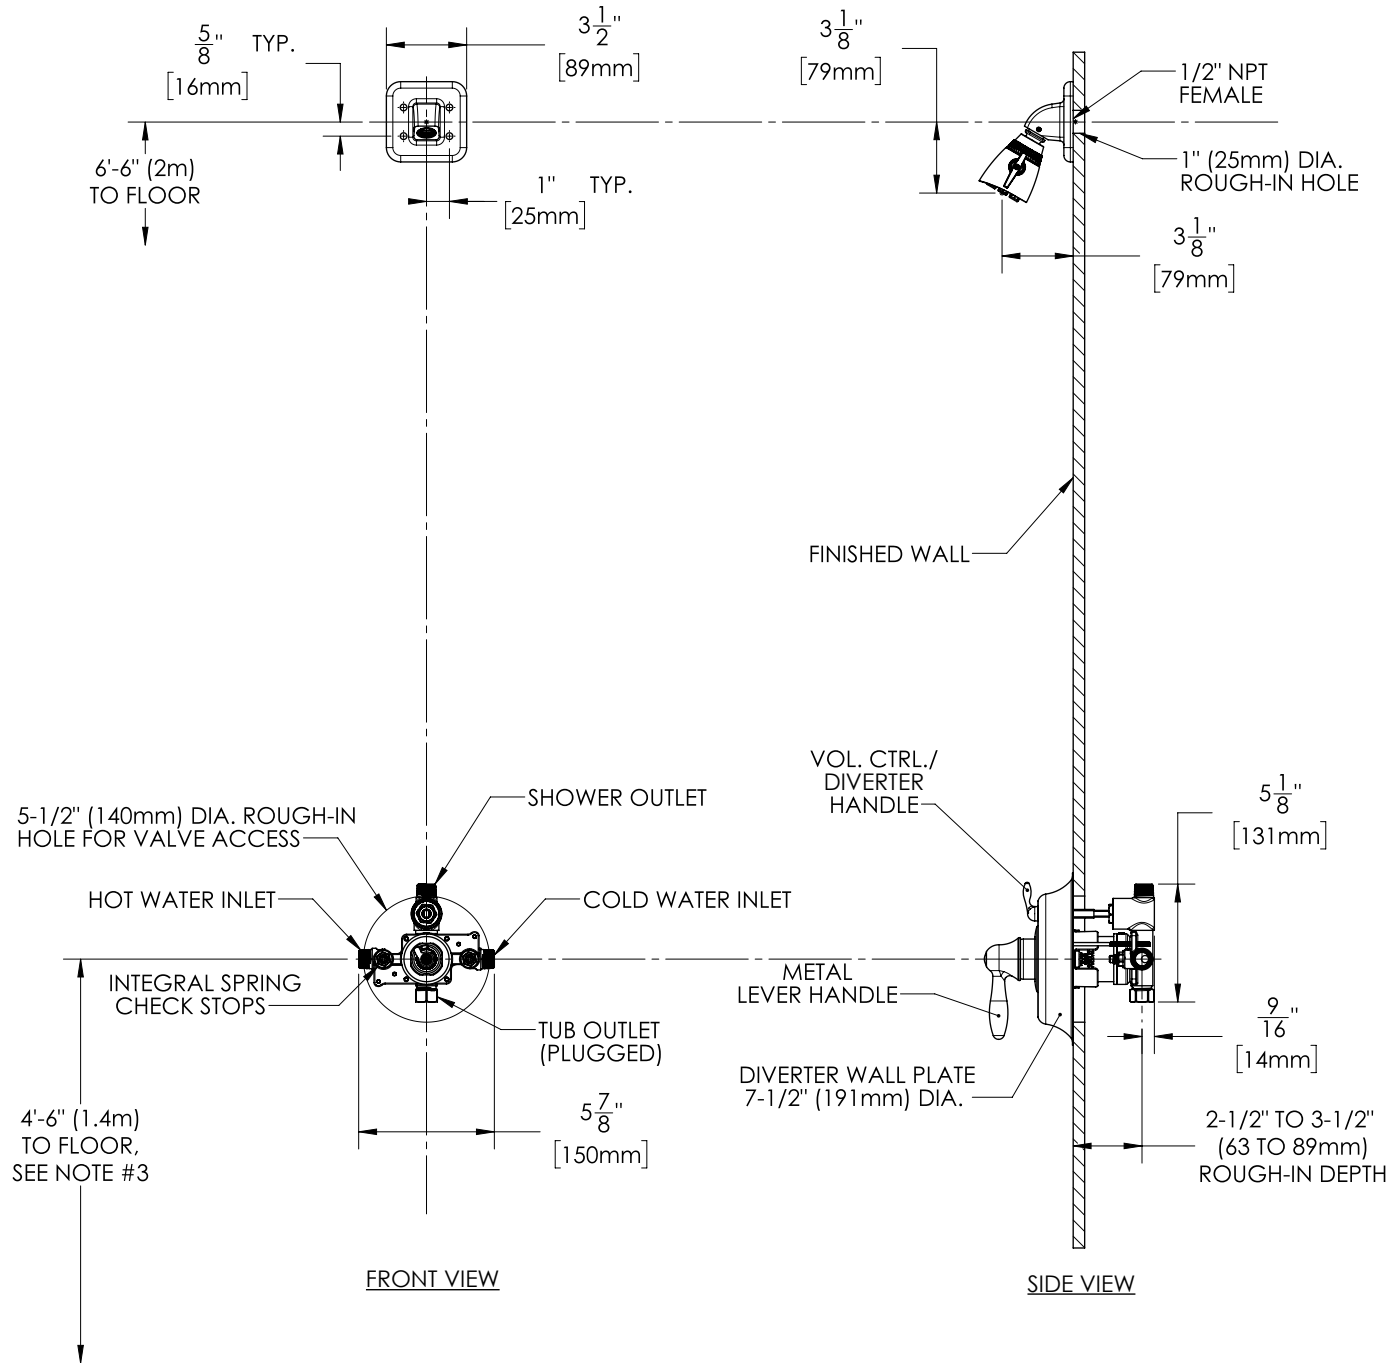 5/8" TYP.
[16mm]
3 1/2"
[89mm]
3 1/8"
[79mm]
1/2" NPT
FEMALE
6'-6" (2m)
TO FLOOR
1" TYP.
[25mm]
1" (25mm) DIA.
ROUGH-IN HOLE
3 1/8"
[79mm]
FINISHED WALL
VOL. CTRL./
DIVERTER
HANDLE
5 1/8"
[131mm]
SHOWER OUTLET
5-1/2" (140mm) DIA. ROUGH-IN
HOLE FOR VALVE ACCESS
HOT WATER INLET
COLD WATER INLET
INTEGRAL SPRING
CHECK STOPS
METAL
LEVER HANDLE
TUB OUTLET
(PLUGGED)
9/16"
[14mm]
DIVERTER WALL PLATE
7-1/2" (191mm) DIA.
4'-6" (1.4m)
TO FLOOR,
SEE NOTE #3
5 7/8"
[150mm]
2-1/2" TO 3-1/2"
(63 TO 89mm)
ROUGH-IN DEPTH
FRONT VIEW
SIDE VIEW